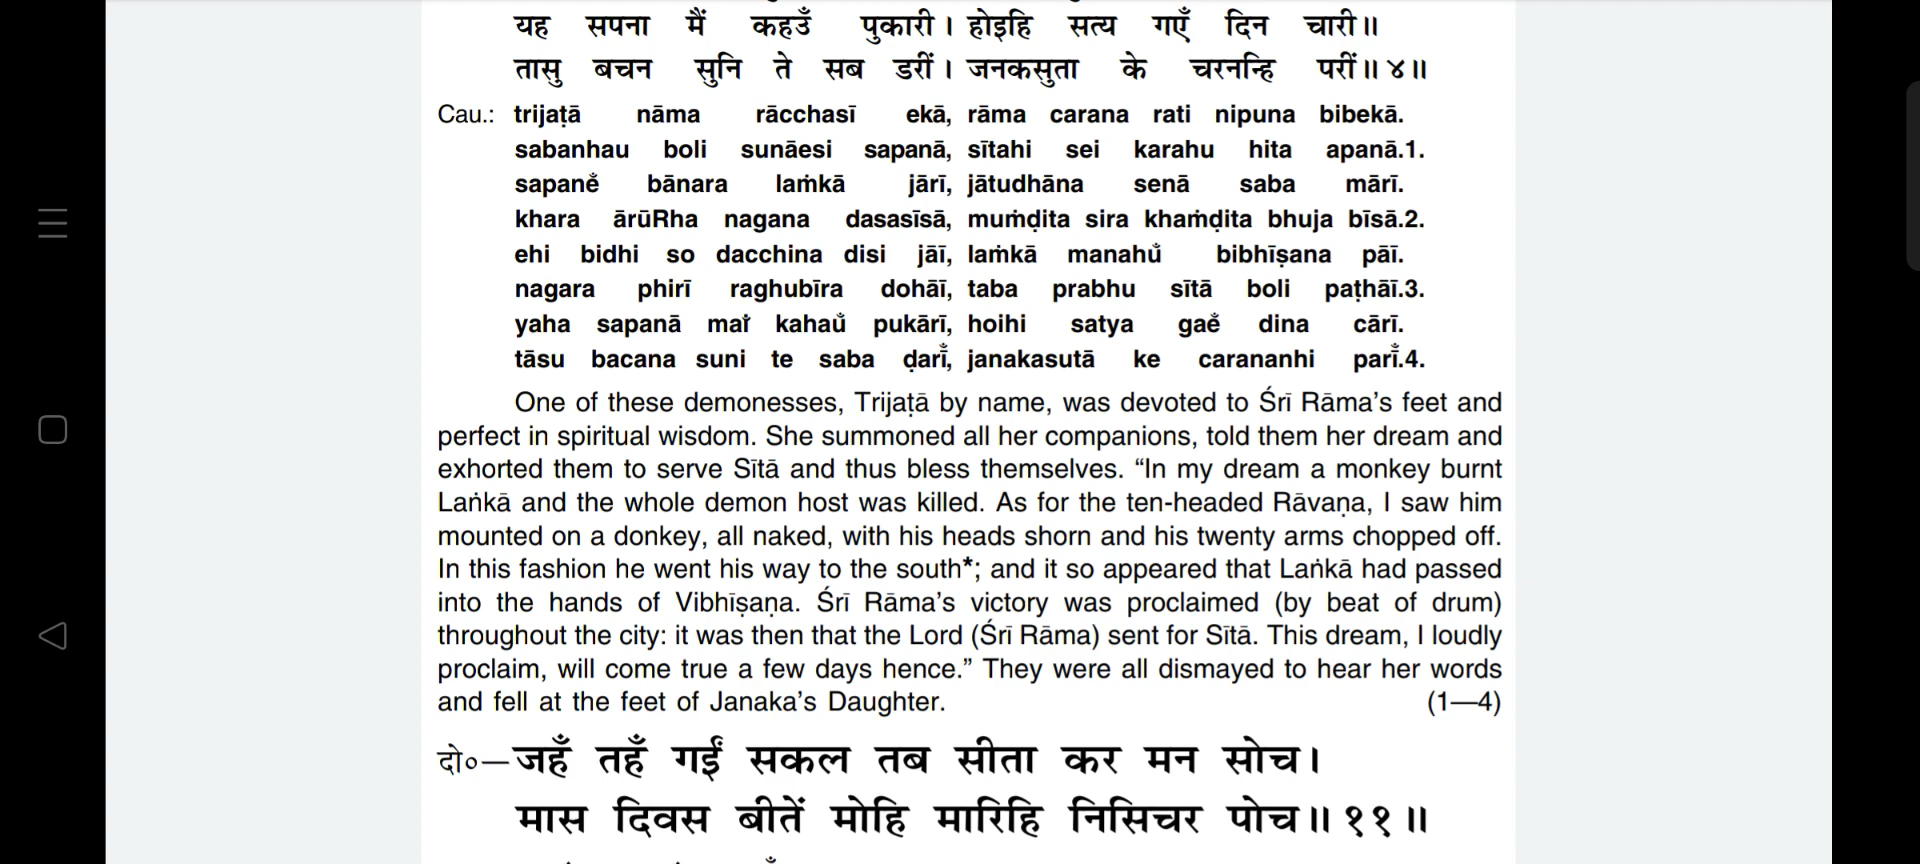 यह सपना मैं कहउँ पुकारी। होइहि सत्य गएँ दिन चारी॥
तासु बचन सुनि ते सब डरीं। जनकसुता के चरनन्हि परीं॥ ४॥
Cau.: trijaṭā nāma rācchasī ekā, rāma carana rati nipuna bibekā.
sabanhau boli sunāesi sapanā, sītahi sei karahu hita apanā.1.
sapane̐ bānara laṁkā jārī, jātudhāna senā saba mārī.
khara ārūRha nagana dasasīsā, muṁḍita sira khaṁḍita bhuja bīsā.2.
ehi bidhi so dacchina disi jāī, laṁkā manahu̐ bibhīṣana pāī.
nagara phirī raghubīra dohāī, taba prabhu sītā boli paṭhāī.3.
yaha sapanā mai̐ kahau̐ pukārī, hoihi satya gae̐ dina cārī.
tāsu bacana suni te saba ḍarī̐, janakasutā ke carananhi parī̐.4.
One of these demonesses, Trijaṭā by name, was devoted to Śrī Rāma’s feet and
perfect in spiritual wisdom. She summoned all her companions, told them her dream and
exhorted them to serve Sītā and thus bless themselves. “In my dream a monkey burnt
Laṅkā and the whole demon host was killed. As for the ten-headed Rāvaṇa, I saw him
mounted on a donkey, all naked, with his heads shorn and his twenty arms chopped off.
In this fashion he went his way to the south*; and it so appeared that Laṅkā had passed
into the hands of Vibhīṣaṇa. Śrī Rāma’s victory was proclaimed (by beat of drum)
throughout the city: it was then that the Lord (Śrī Rāma) sent for Sītā. This dream, I loudly
proclaim, will come true a few days hence.” They were all dismayed to hear her words
and fell at the feet of Janaka’s Daughter. (1—4)
दो०—जहँ तहँ गईं सकल तब सीता कर मन सोच।
मास दिवस बीतें मोहि मारिहि निसिचर पोच॥ ११॥